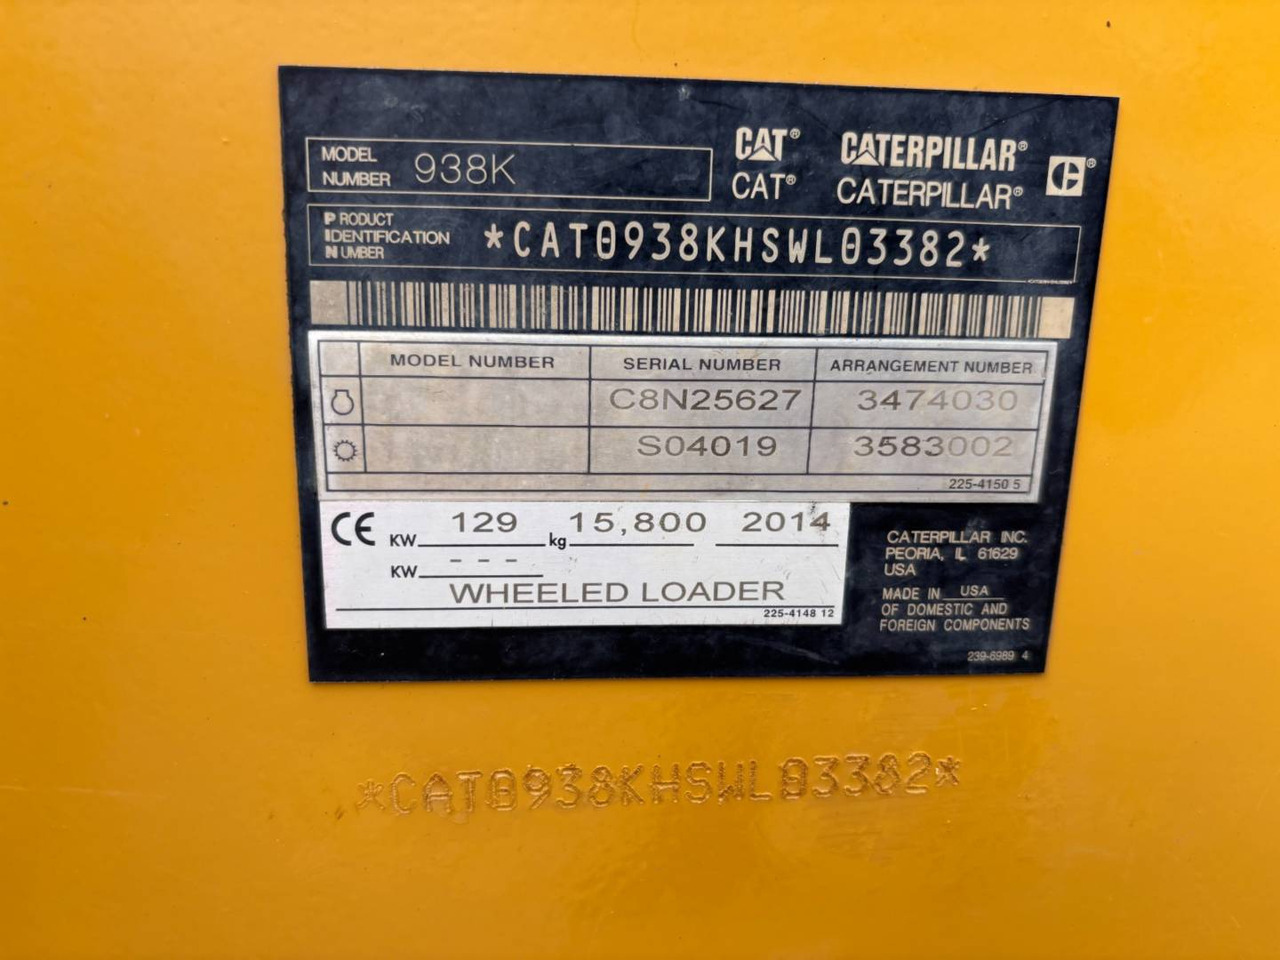 CAT® CATERPILLAR® ®
MODEL NUMBER 938K
CAT® CATERPILLAR®
PRODUCT IDENTIFICATION NUMBER *CAT0938KHSWL03382*
MODEL NUMBER SERIAL NUMBER ARRANGEMENT NUMBER
C8N25627 3474030
S04019 3583002
225-4150 5
CE KW 129 kg 15,800 2014
KW - - -
WHEELED LOADER
225-4148 12
CATERPILLAR INC.
PEORIA, IL 61629
USA
MADE IN USA
OF DOMESTIC AND
FOREIGN COMPONENTS
239-6989 4
*CAT0938KHSWL03382*